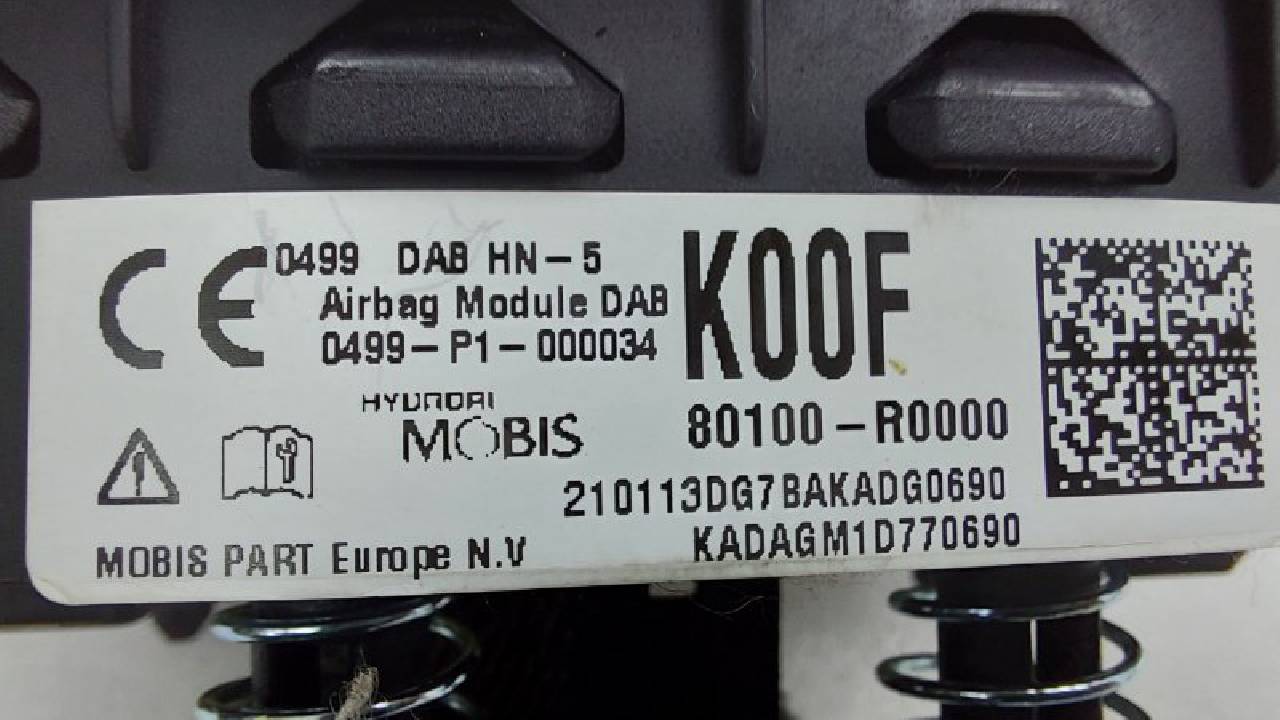 CE 0499 DAB HN-5
Airbag Module DAB
0499-P1-000034
K00F
HYUNDAI
MOBIS
80100-R0000
210113DG7BAKADG0690
KADAGM1D770690
MOBIS PART Europe N.V